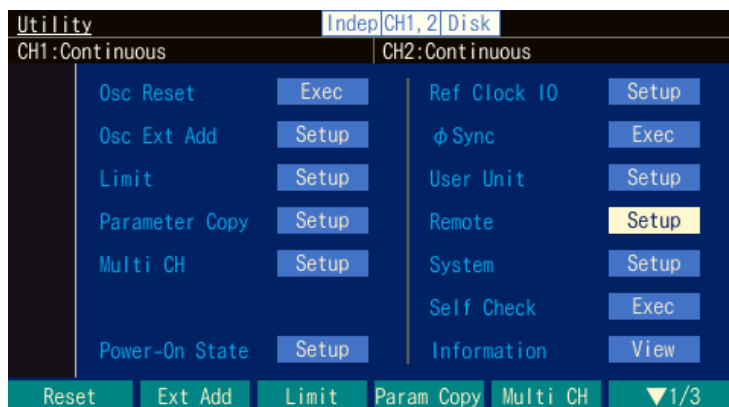 Utility Indep CH1,2 Disk
CH1:Continuous CH2:Continuous
Osc Reset Exec Ref Clock IO Setup
Osc Ext Add Setup φSync Exec
Limit Setup User Unit Setup
Parameter Copy Setup Remote Setup
Multi CH Setup System Setup
Self Check Exec
Power-On State Setup Information View
Reset Ext Add Limit Param Copy Multi CH ▼1/3